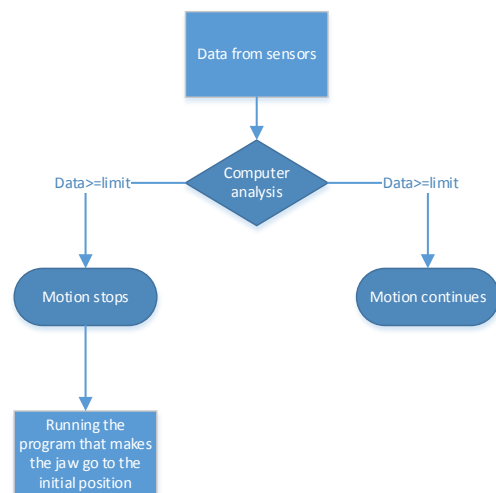 Data from sensors
Computer
analysis
Data>=limit
Data>=limit
Motion stops
Motion continues
Running the
program that makes
the jaw go to the
initial position